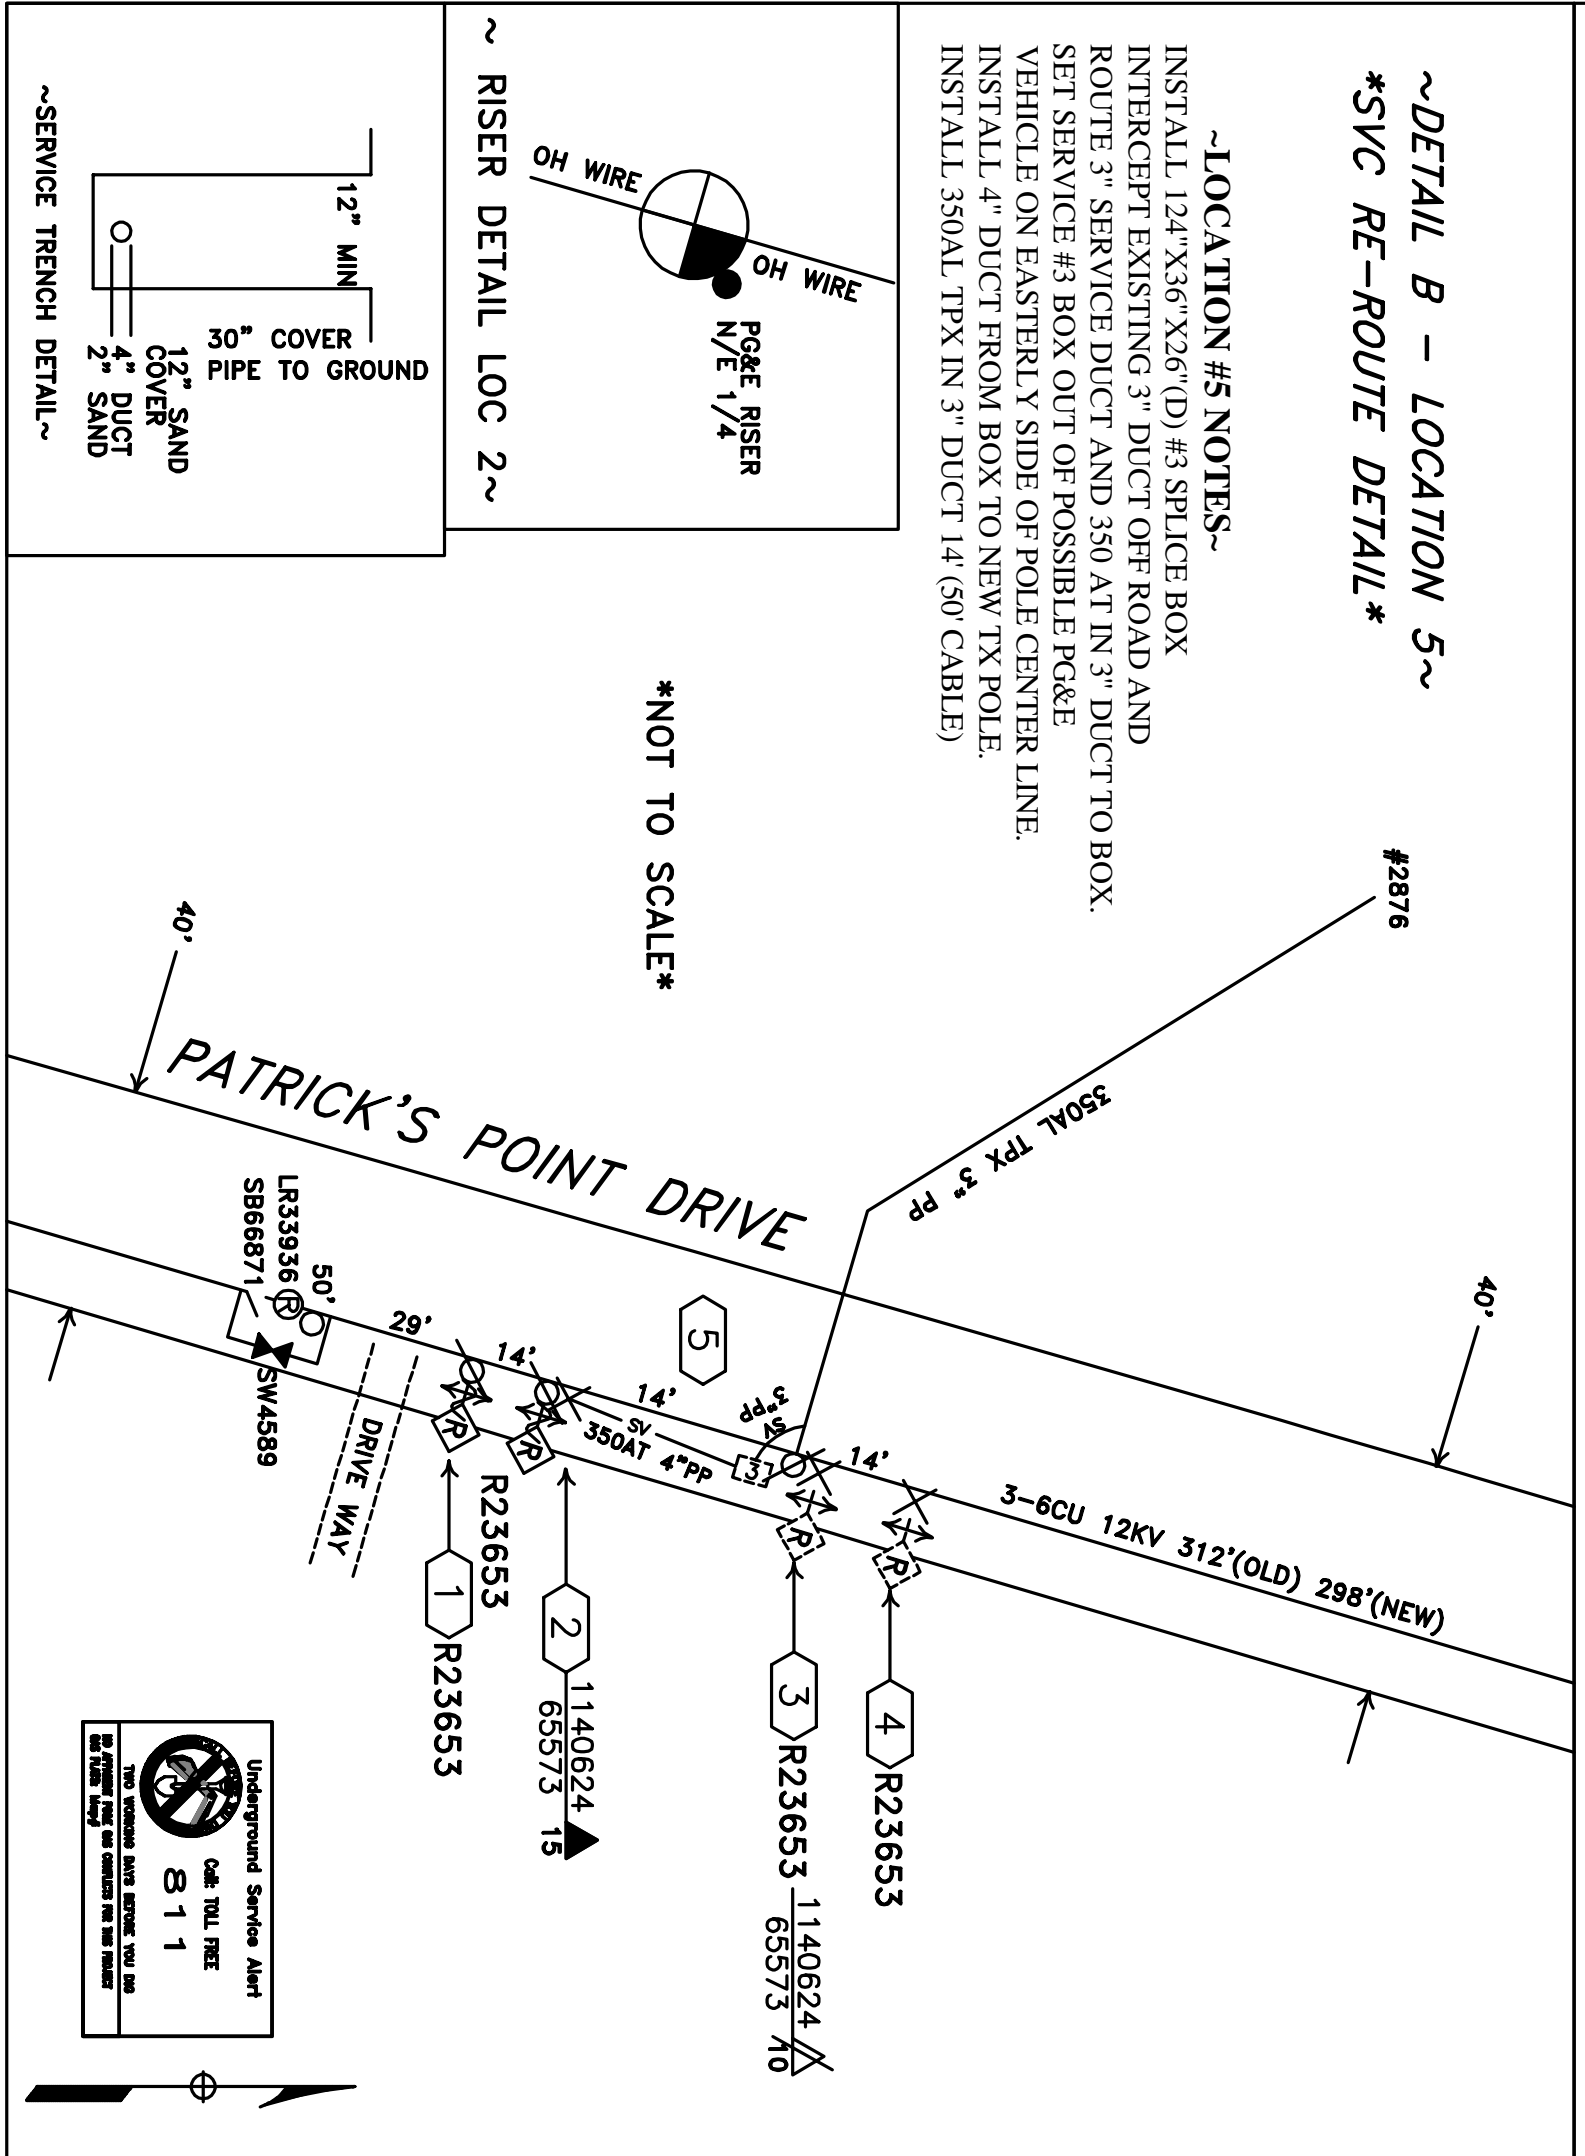 ~DETAIL B - LOCATION 5~
*SVC RE-ROUTE DETAIL*
~LOCATION #5 NOTES~
INSTALL 124"X36"X26"(D) #3 SPLICE BOX
INTERCEPT EXISTING 3" DUCT OFF ROAD AND
ROUTE 3" SERVICE DUCT AND 350 AT IN 3" DUCT TO BOX.
SET SERVICE #3 BOX OUT OF POSSIBLE PG&E
VEHICLE ON EASTERLY SIDE OF POLE CENTER LINE.
INSTALL 4" DUCT FROM BOX TO NEW TX POLE.
INSTALL 350AL TPX IN 3" DUCT 14' (50' CABLE)
OH WIRE
OH WIRE
PG&E RISER
N/E 1/4
~ RISER DETAIL LOC 2~
12" MIN
30" COVER
PIPE TO GROUND
12" SAND
COVER
4" DUCT
2" SAND
~SERVICE TRENCH DETAIL~
*NOT TO SCALE*
#2876
350AL TPX 3" PP
40'
40'
PATRICK'S POINT DRIVE
3-6CU 12KV 312'(OLD) 298'(NEW)
14'
3"PP
SV
3
14'
SV
350AT 4"PP
14'
29'
50'
LR33936
R
SB66871
SW4589
DRIVE WAY
5
R
R
R
R
4
R23653
3
R23653
1140624
65573 10
2
1140624
65573 15
R23653
1
R23653
Underground Service Alert
Call: TOLL FREE
811
TWO WORKING DAYS BEFORE YOU DIG